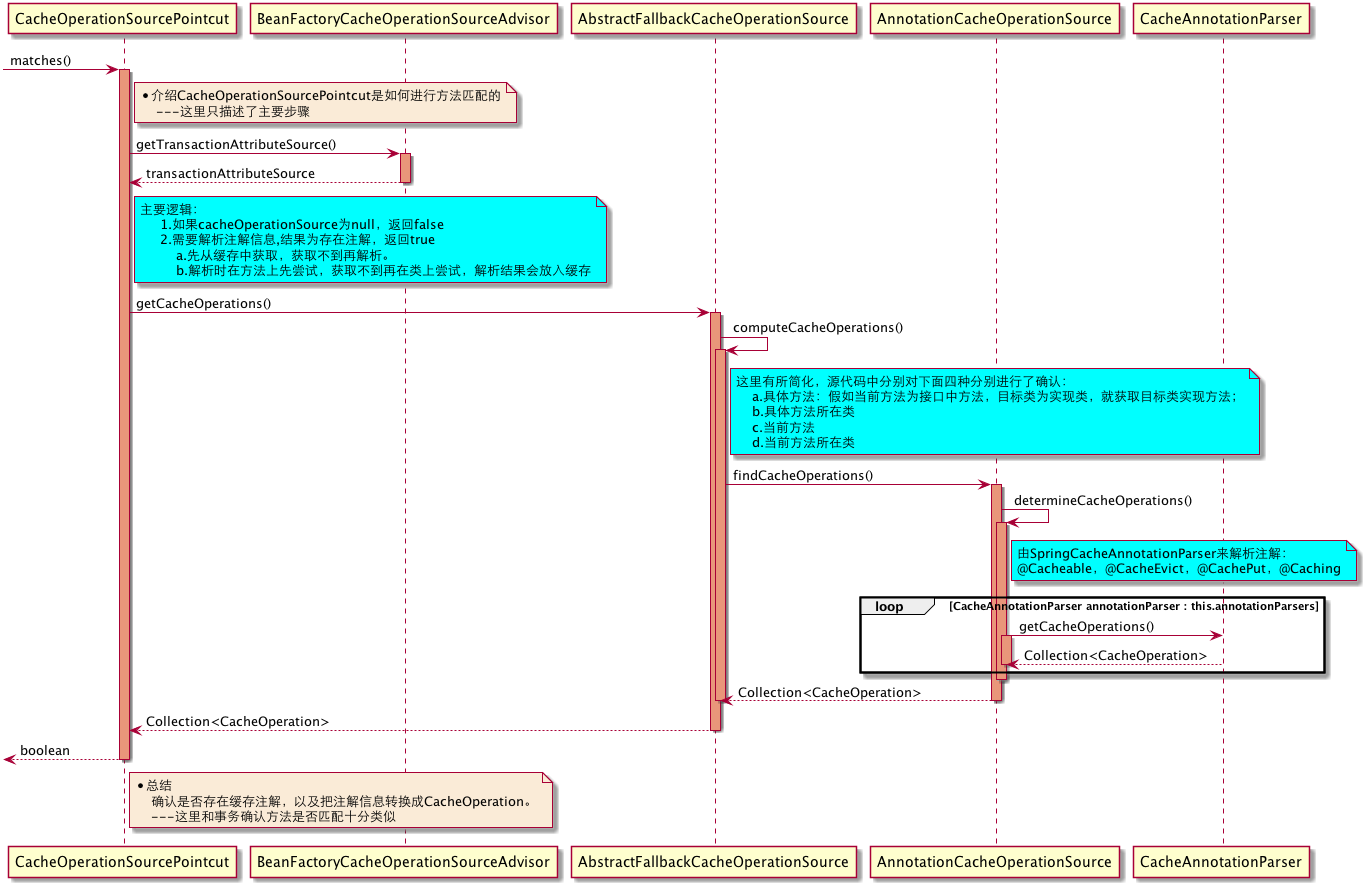 CacheOperationSourcePointcut
BeanFactoryCacheOperationSourceAdvisor
AbstractFallbackCacheOperationSource
AnnotationCacheOperationSource
CacheAnnotationParser
matches()
•介绍CacheOperationSourcePointcut是如何进行方法匹配的
---这里只描述了主要步骤
getTransactionAttributeSource()
transactionAttributeSource
主要逻辑：
1.如果cacheOperationSource为null，返回false
2.需要解析注解信息,结果为存在注解，返回true
a.先从缓存中获取，获取不到再解析。
b.解析时在方法上先尝试，获取不到再在类上尝试，解析结果会放入缓存
getCacheOperations()
computeCacheOperations()
这里有所简化，源代码中分别对下面四种分别进行了确认：
a.具体方法：假如当前方法为接口中方法，目标类为实现类，就获取目标类实现方法；
b.具体方法所在类
c.当前方法
d.当前方法所在类
findCacheOperations()
determineCacheOperations()
由SpringCacheAnnotationParser来解析注解：
@Cacheable，@CacheEvict，@CachePut，@Caching
loop [CacheAnnotationParser annotationParser : this.annotationParsers]
getCacheOperations()
Collection<CacheOperation>
Collection<CacheOperation>
Collection<CacheOperation>
boolean
•总结
确认是否存在缓存注解，以及把注解信息转换成CacheOperation。
---这里和事务确认方法是否匹配十分类似
CacheOperationSourcePointcut
BeanFactoryCacheOperationSourceAdvisor
AbstractFallbackCacheOperationSource
AnnotationCacheOperationSource
CacheAnnotationParser